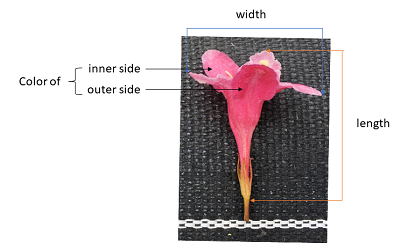 width
Color of
inner side
outer side
length